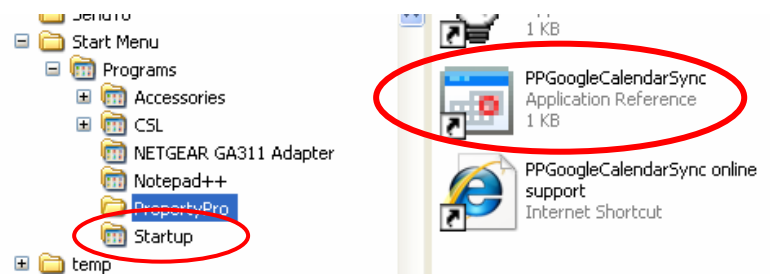 SendTo
Start Menu
Programs
Accessories
CSL
NETGEAR GA311 Adapter
Notepad++
PropertyPro
Startup
temp
1 KB
PPGoogleCalendarSync
Application Reference
1 KB
PPGoogleCalendarSync online
support
Internet Shortcut